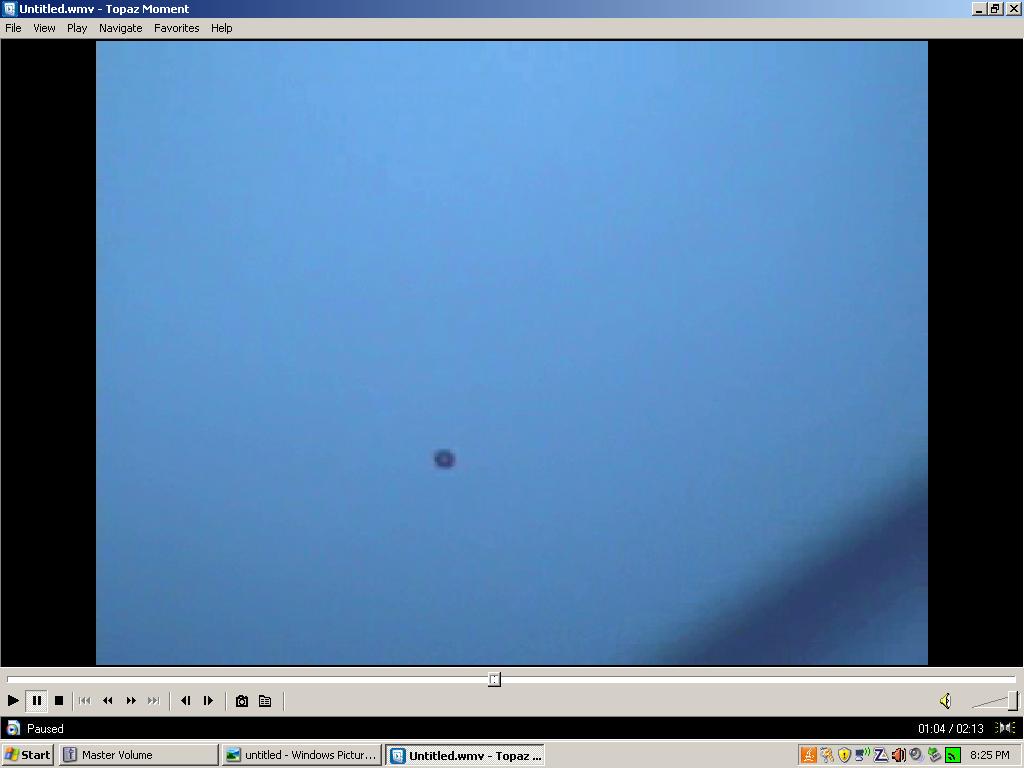 Untitled.wmv - Topaz Moment
File View Play Navigate Favorites Help
Paused
01:04 / 02:13
Start
Master Volume
untitled - Windows Pictur...
Untitled.wmv - Topaz ...
8:25 PM